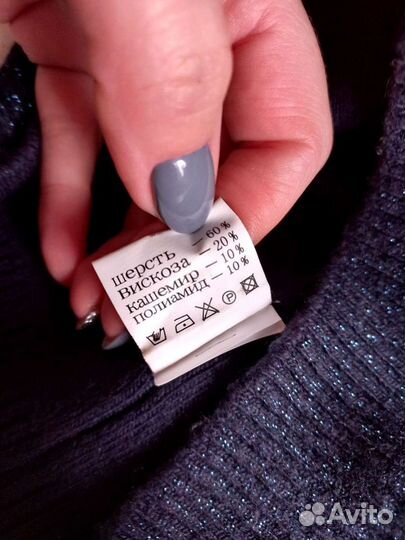 шерсть — 60%
вискоза — 20%
кашемир — 10%
полиамид — 10%
P
Avito